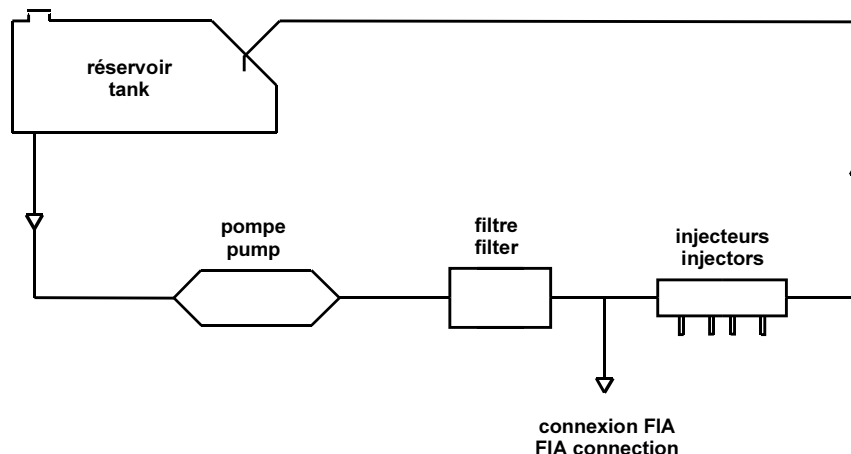 réservoir
tank
pompe
pump
filtre
filter
injecteurs
injectors
connexion FIA
FIA connection